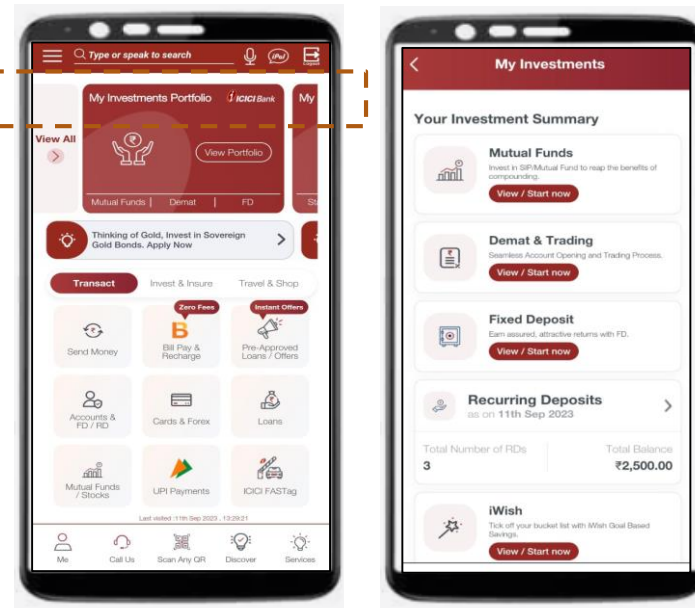 Type or speak to search
iPal
Logout
My Investments Portfolio
ICICI Bank
My
View All
View Portfolio
Mutual Funds | Demat | FD
Thinking of Gold, Invest in Sovereign
Gold Bonds. Apply Now
Transact
Invest & Insure
Travel & Shop
Zero Fees
Instant Offers
Send Money
Bill Pay &
Recharge
Pre-Approved
Loans / Offers
Accounts &
FD / RD
Cards & Forex
Loans
Mutual Funds
/ Stocks
UPI Payments
ICICI FASTag
Last visited :11th Sep 2023 , 13:29:21
Me
Call Us
Scan Any QR
Discover
Services
My Investments
Your Investment Summary
Mutual Funds
Invest in SIP/Mutual Fund to reap the benefits of
compounding.
View / Start now
Demat & Trading
Seamless Account Opening and Trading Process.
View / Start now
Fixed Deposit
Earn assured, attractive returns with FD.
View / Start now
Recurring Deposits
as on 11th Sep 2023
Total Number of RDs
Total Balance
3
₹2,500.00
iWish
Tick off your bucket list with iWish Goal Based
Savings.
View / Start now